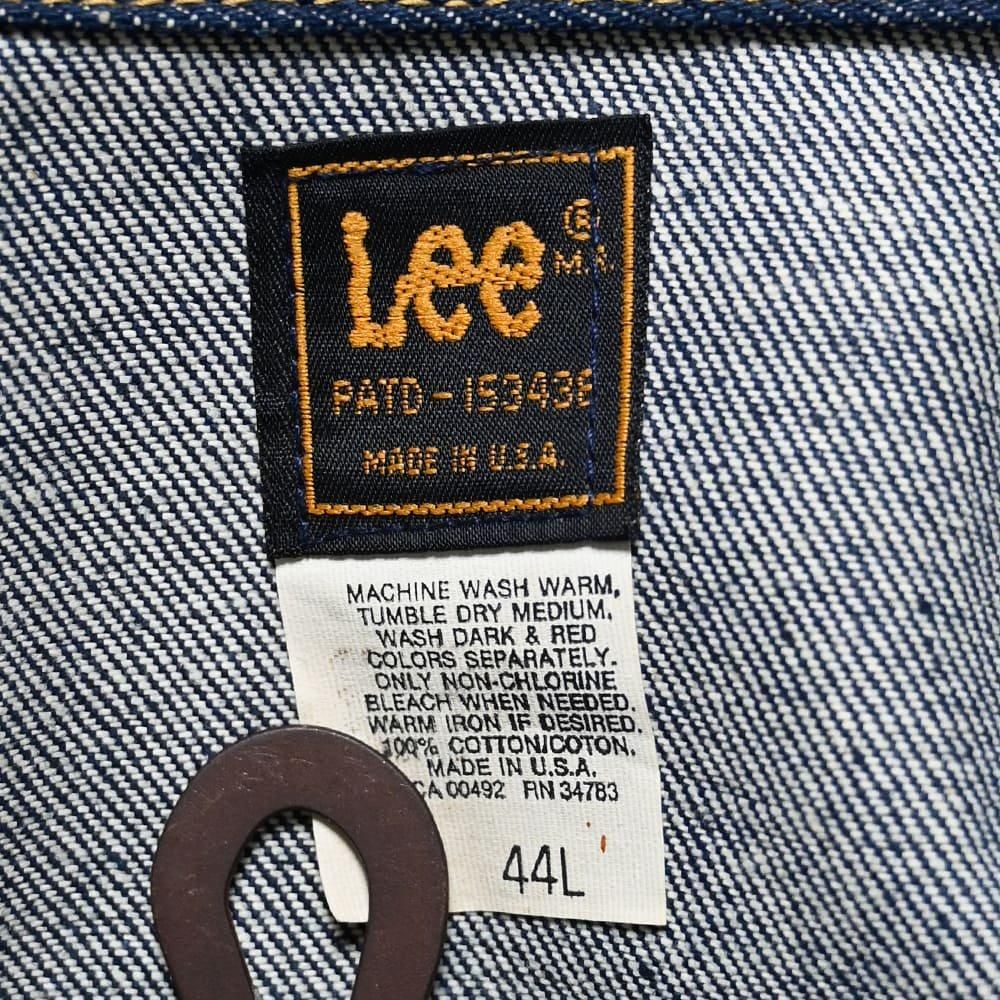 Lee ®
M.R.
PATD-153438
MADE IN U.S.A.
MACHINE WASH WARM,
TUMBLE DRY MEDIUM.
WASH DARK & RED
COLORS SEPARATELY.
ONLY NON-CHLORINE
BLEACH WHEN NEEDED.
WARM IRON IF DESIRED.
100% COTTON/COTON.
MADE IN U.S.A.
CA 00492 RN 34783
44L